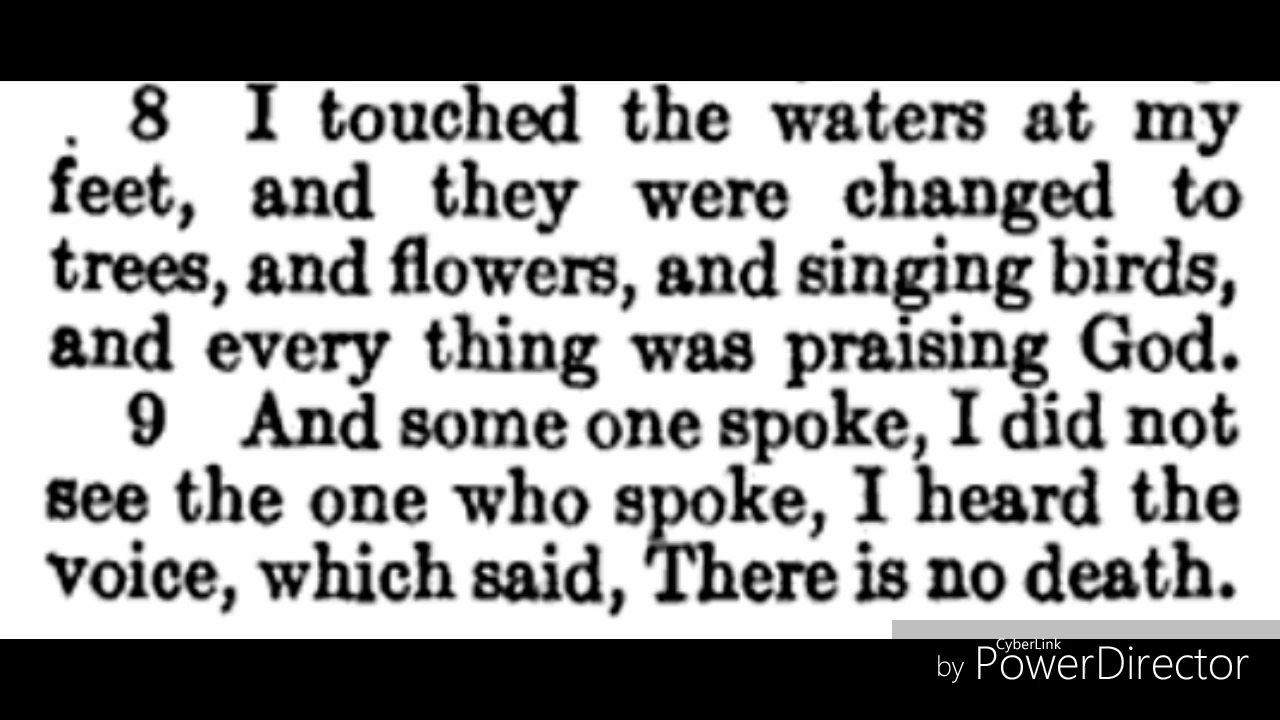 8 I touched the waters at my
feet, and they were changed to
trees, and flowers, and singing birds,
and every thing was praising God.
9 And some one spoke, I did not
see the one who spoke, I heard the
voice, which said, There is no death.
CyberLink
by PowerDirector